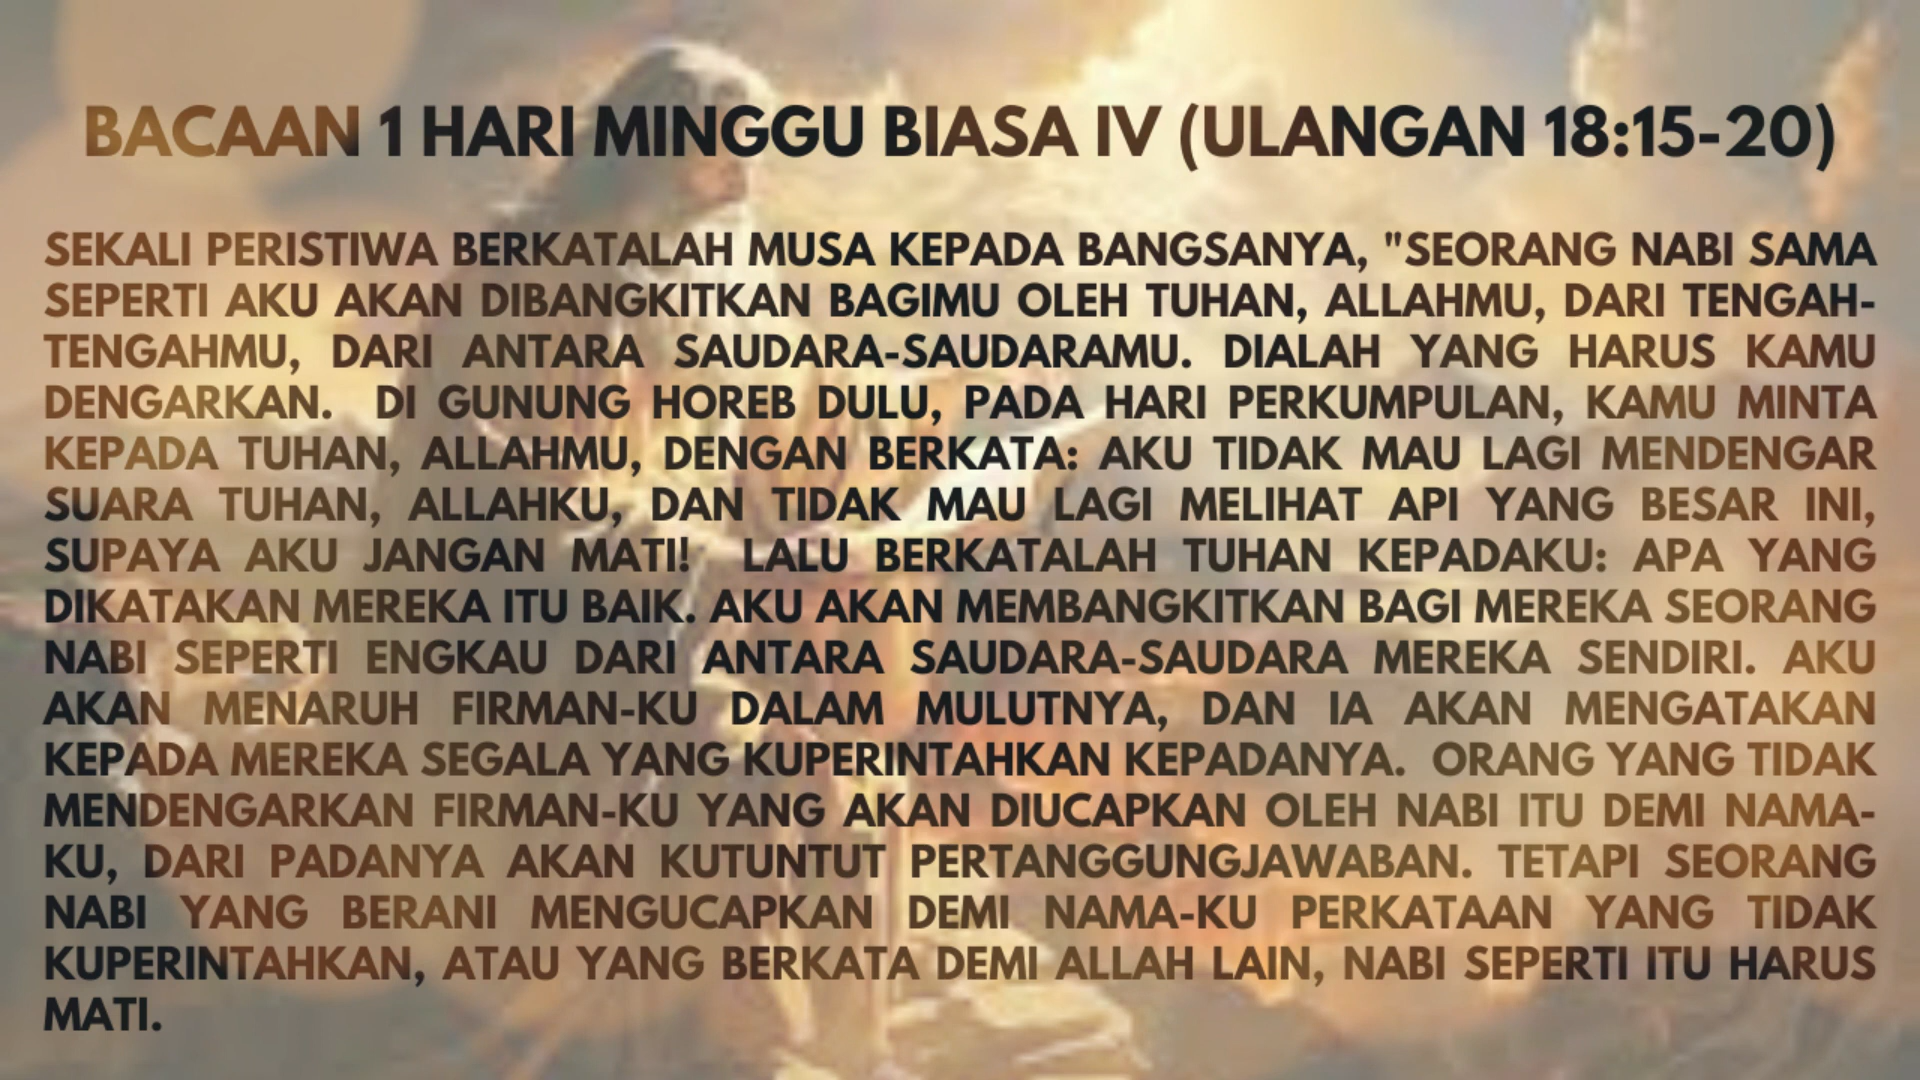 BACAAN 1 HARI MINGGU BIASA IV (ULANGAN 18:15-20)
SEKALI PERISTIWA BERKATALAH MUSA KEPADA BANGSANYA, "SEORANG NABI SAMA
SEPERTI AKU AKAN DIBANGKITKAN BAGIMU OLEH TUHAN, ALLAHMU, DARI TENGAH-
TENGAHMU, DARI ANTARA SAUDARA-SAUDARAMU. DIALAH YANG HARUS KAMU
DENGARKAN. DI GUNUNG HOREB DULU, PADA HARI PERKUMPULAN, KAMU MINTA
KEPADA TUHAN, ALLAHMU, DENGAN BERKATA: AKU TIDAK MAU LAGI MENDENGAR
SUARA TUHAN, ALLAHKU, DAN TIDAK MAU LAGI MELIHAT API YANG BESAR INI,
SUPAYA AKU JANGAN MATI! LALU BERKATALAH TUHAN KEPADAKU: APA YANG
DIKATAKAN MEREKA ITU BAIK. AKU AKAN MEMBANGKITKAN BAGI MEREKA SEORANG
NABI SEPERTI ENGKAU DARI ANTARA SAUDARA-SAUDARA MEREKA SENDIRI. AKU
AKAN MENARUH FIRMAN-KU DALAM MULUTNYA, DAN IA AKAN MENGATAKAN
KEPADA MEREKA SEGALA YANG KUPERINTAHKAN KEPADANYA. ORANG YANG TIDAK
MENDENGARKAN FIRMAN-KU YANG AKAN DIUCAPKAN OLEH NABI ITU DEMI NAMA-
KU, DARI PADANYA AKAN KUTUNTUT PERTANGGUNGJAWABAN. TETAPI SEORANG
NABI YANG BERANI MENGUCAPKAN DEMI NAMA-KU PERKATAAN YANG TIDAK
KUPERINTAHKAN, ATAU YANG BERKATA DEMI ALLAH LAIN, NABI SEPERTI ITU HARUS
MATI.